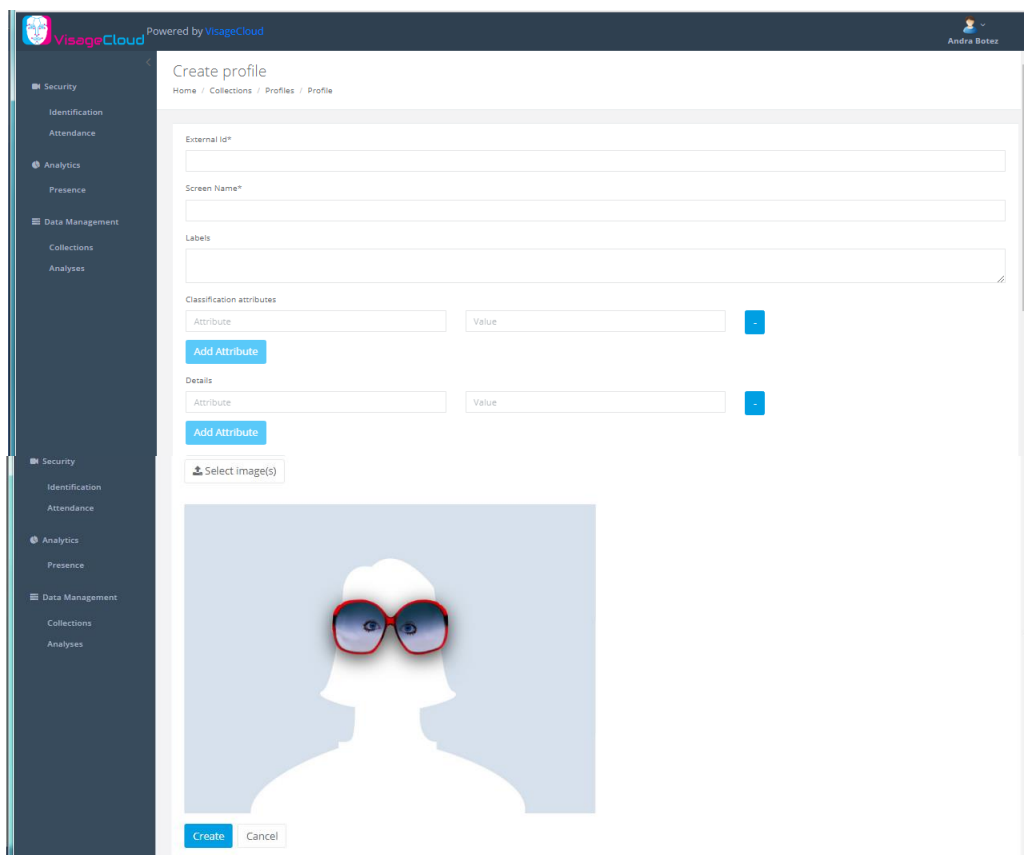 VisageCloud Powered by VisageCloud
Andra Botez
Security
Identification
Attendance
Analytics
Presence
Data Management
Collections
Analyses
Create profile
Home / Collections / Profiles / Profile
External Id*
Screen Name*
Labels
Classification attributes
Attribute Value -
Add Attribute
Details
Attribute Value -
Add Attribute
Security
Identification
Attendance
Analytics
Presence
Data Management
Collections
Analyses
Select image(s)
Create Cancel